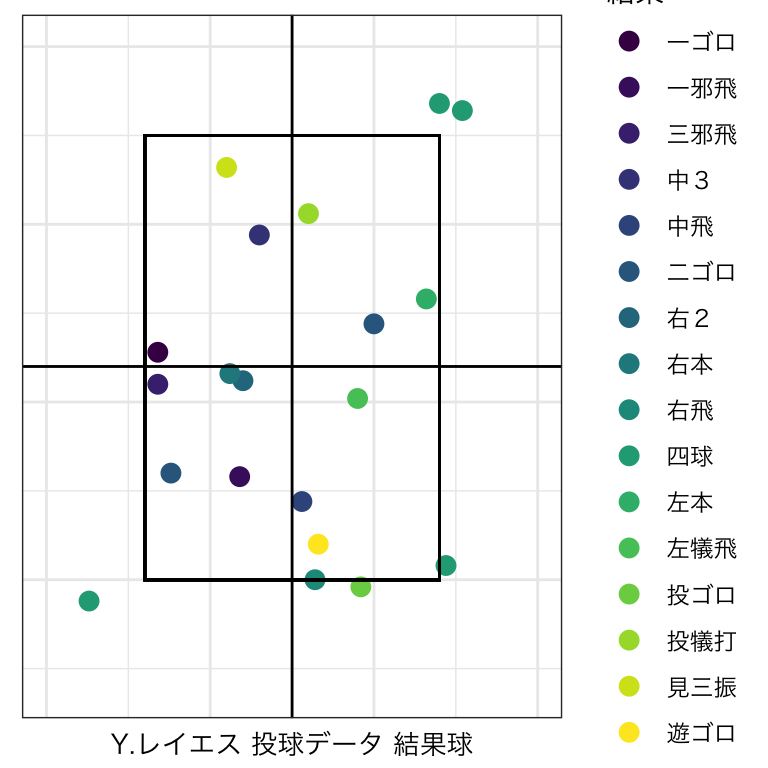 結果
一ゴロ
一邪飛
三邪飛
中３
中飛
二ゴロ
右２
右本
右飛
四球
左本
左犠飛
投ゴロ
投犠打
見三振
遊ゴロ
Y.レイエス 投球データ 結果球